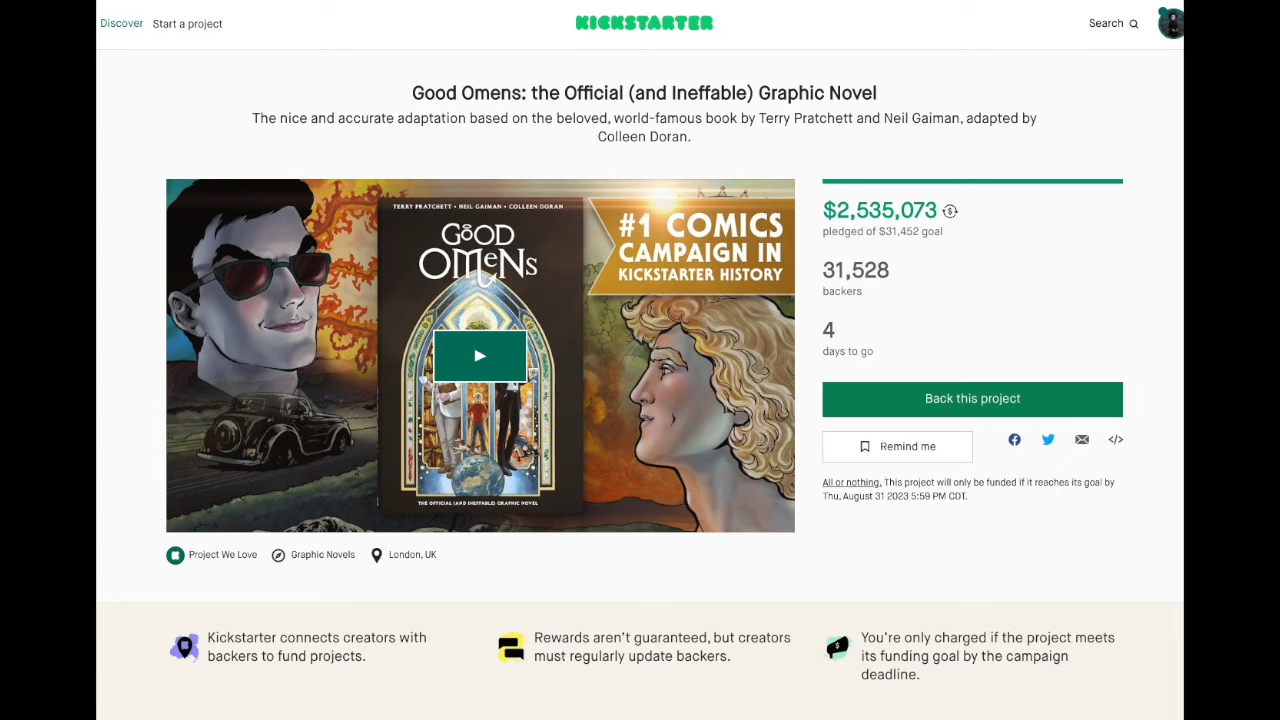 Discover Start a project
KICKSTARTER
Search
Good Omens: the Official (and Ineffable) Graphic Novel
The nice and accurate adaptation based on the beloved, world-famous book by Terry Pratchett and Neil Gaiman, adapted by
Colleen Doran.
TERRY PRATCHETT • NEIL GAIMAN • COLLEEN DORAN
GOOD
OMENS
THE OFFICIAL (AND INEFFABLE) GRAPHIC NOVEL
#1 COMICS
CAMPAIGN IN
KICKSTARTER HISTORY
$2,535,073
pledged of $31,452 goal
31,528
backers
4
days to go
Back this project
Remind me
All or nothing. This project will only be funded if it reaches its goal by
Thu, August 31 2023 5:59 PM CDT.
Project We Love Graphic Novels London, UK
Kickstarter connects creators with
backers to fund projects.
Rewards aren't guaranteed, but creators
must regularly update backers.
You're only charged if the project meets
its funding goal by the campaign
deadline.